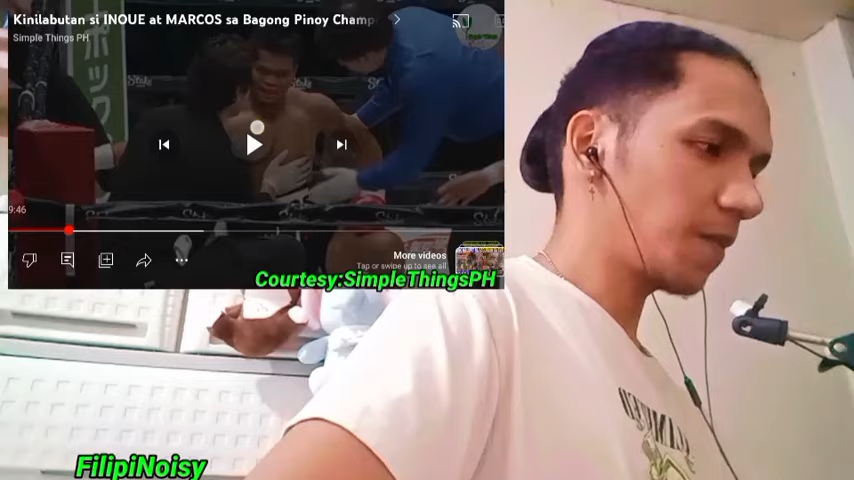 Kinilabutan si INOUE at MARCOS sa Bagong Pinoy Champ
Simple Things PH
Stake
9:46
More videos
Tap or swipe up to see all
Courtesy:SimpleThingsPH
FilipiNoisy